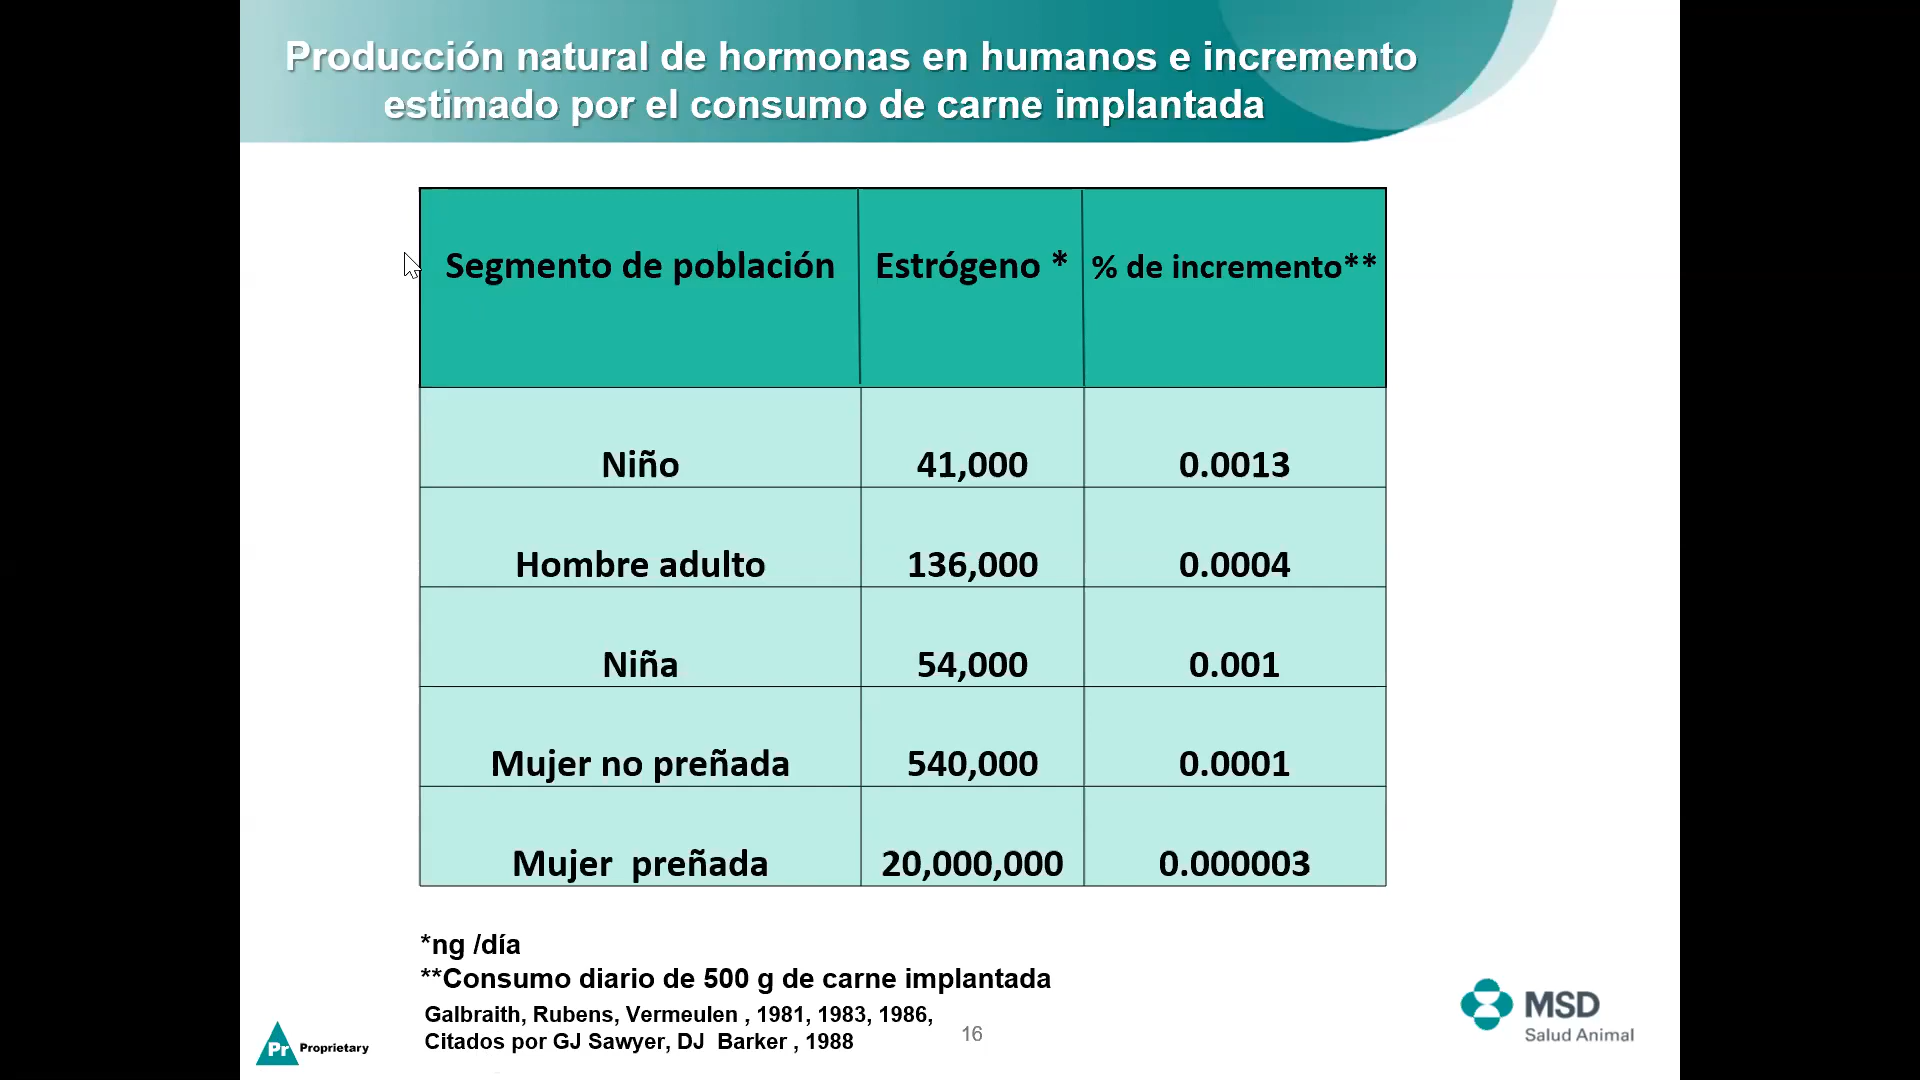 Producción natural de hormonas en humanos e incremento
estimado por el consumo de carne implantada
Segmento de población Estrógeno * % de incremento**
Niño 41,000 0.0013
Hombre adulto 136,000 0.0004
Niña 54,000 0.001
Mujer no preñada 540,000 0.0001
Mujer preñada 20,000,000 0.000003
*ng /día
**Consumo diario de 500 g de carne implantada
Galbraith, Rubens, Vermeulen , 1981, 1983, 1986,
Citados por GJ Sawyer, DJ Barker , 1988
16
Pr Proprietary
MSD
Salud Animal